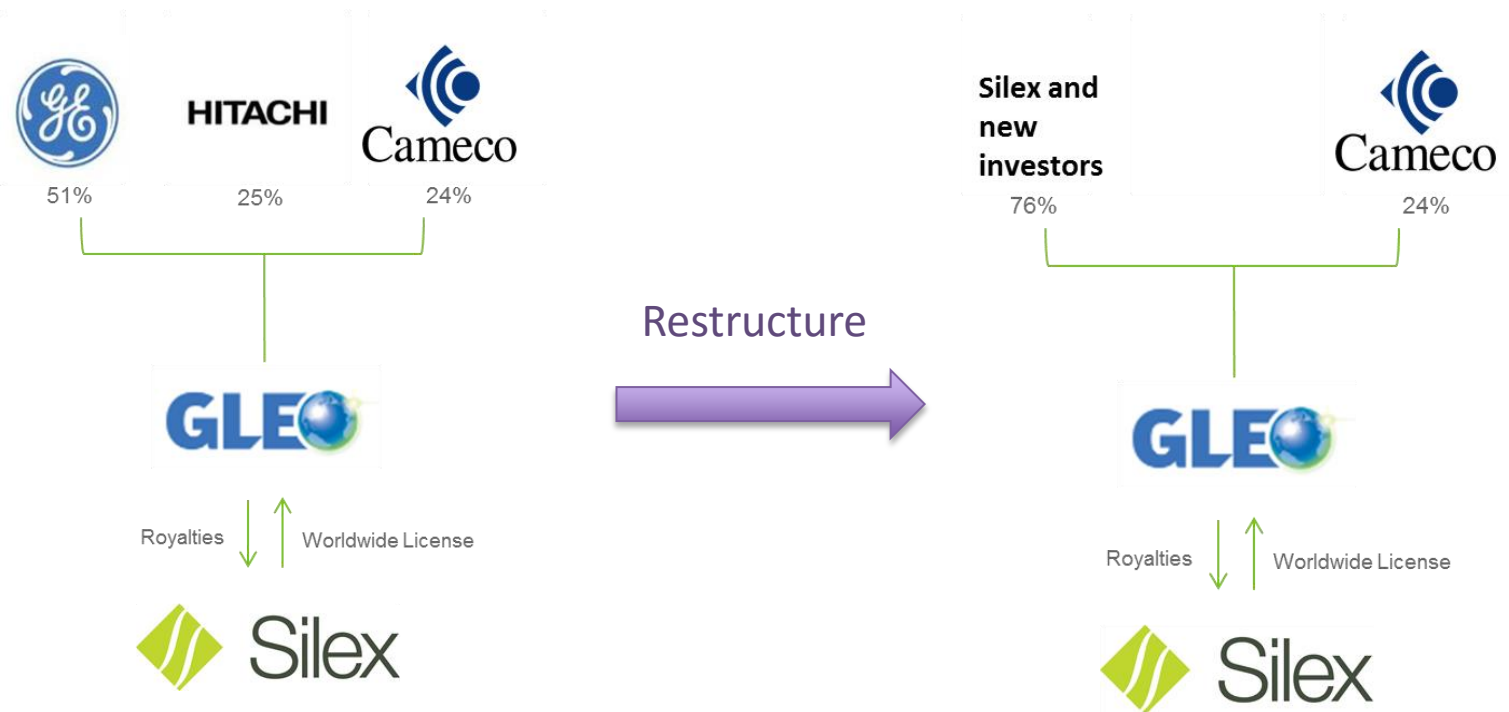 GE
HITACHI
Cameco
51%
25%
24%
GLE
Royalties
Worldwide License
Silex
Restructure
Silex and
new
investors
Cameco
76%
24%
GLE
Royalties
Worldwide License
Silex